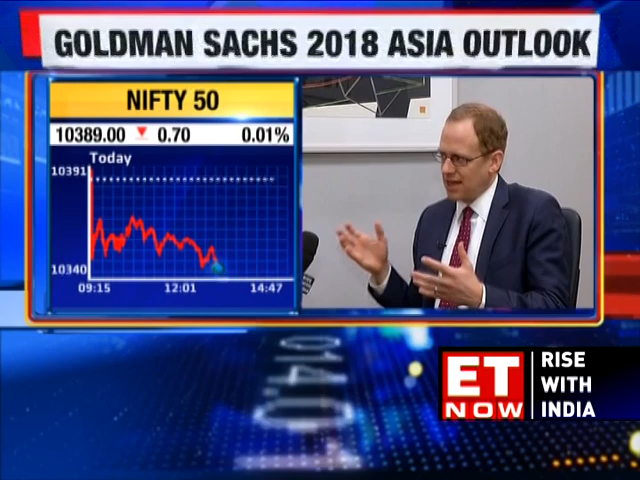 GOLDMAN SACHS 2018 ASIA OUTLOOK
NIFTY 50
10389.00 ▼ 0.70 0.01%
Today
10391
10340
09:15 12:01 14:47
ET
NOW
RISE
WITH
INDIA